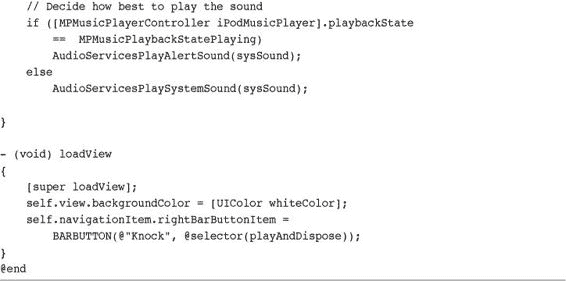 // Decide how best to play the sound
if ([MPMusicPlayerController iPodMusicPlayer].playbackState
==  MPMusicPlaybackStatePlaying)
AudioServicesPlayAlertSound(sysSound);
else
AudioServicesPlaySystemSound(sysSound);
}
- (void) loadView
{
[super loadView];
self.view.backgroundColor = [UIColor whiteColor];
self.navigationItem.rightBarButtonItem =
BARBUTTON(@"Knock", @selector(playAndDispose));
}
@end